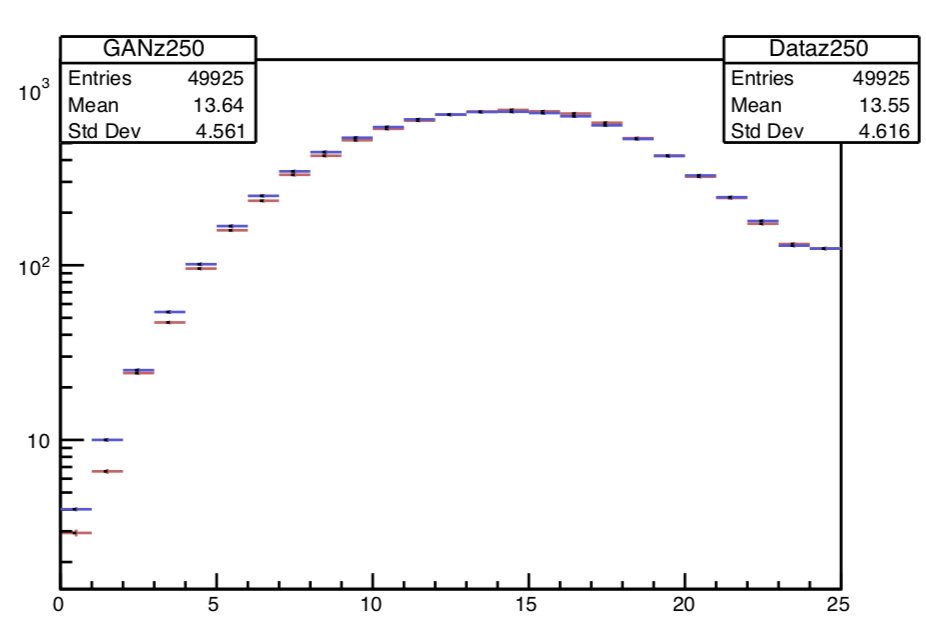 GANz250
Entries 49925
Mean 13.64
Std Dev 4.561
Dataz250
Entries 49925
Mean 13.55
Std Dev 4.616
10³
10²
10
0 5 10 15 20 25